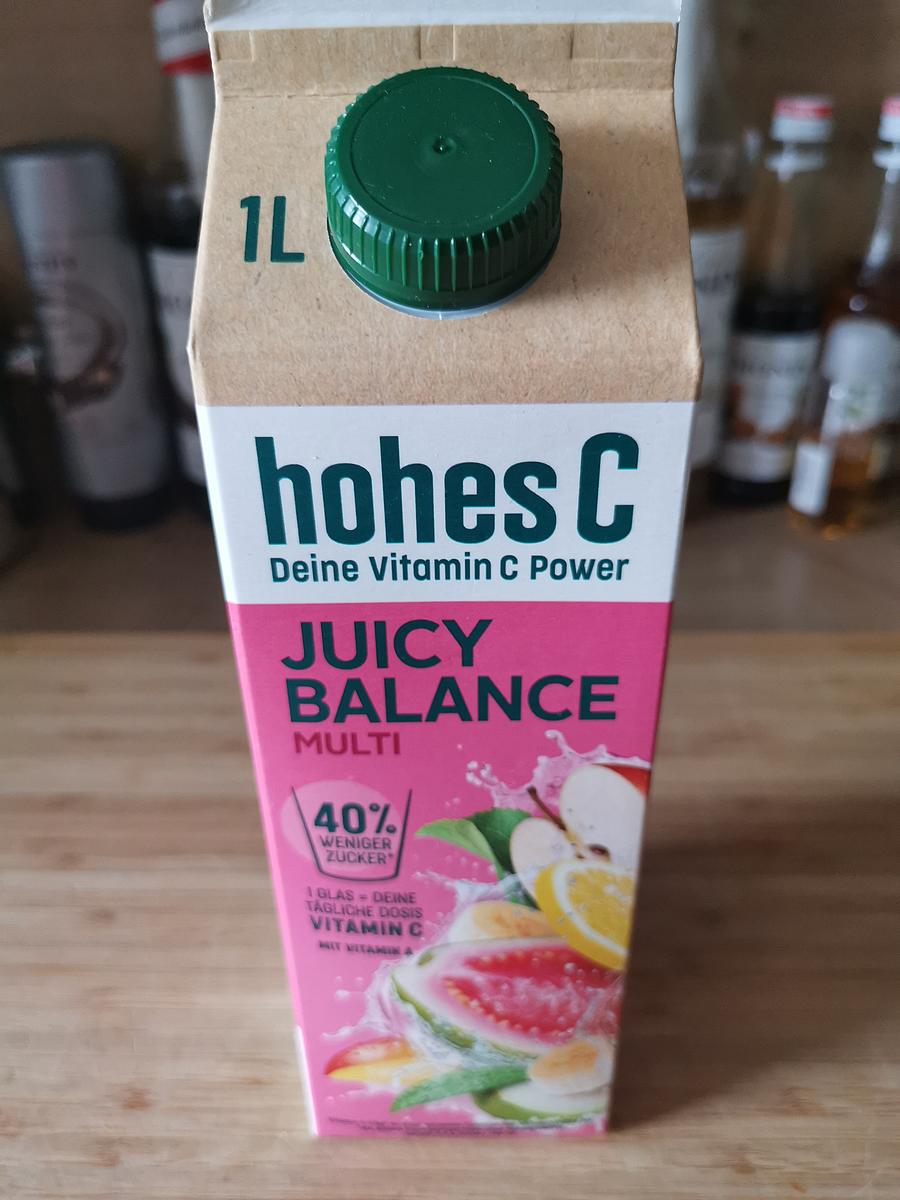 1L
hohes C
Deine Vitamin C Power
JUICY
BALANCE
MULTI
40%
WENIGER
ZUCKER*
1 GLAS = DEINE
TÄGLICHE DOSIS
VITAMIN C
MIT VITAMIN A